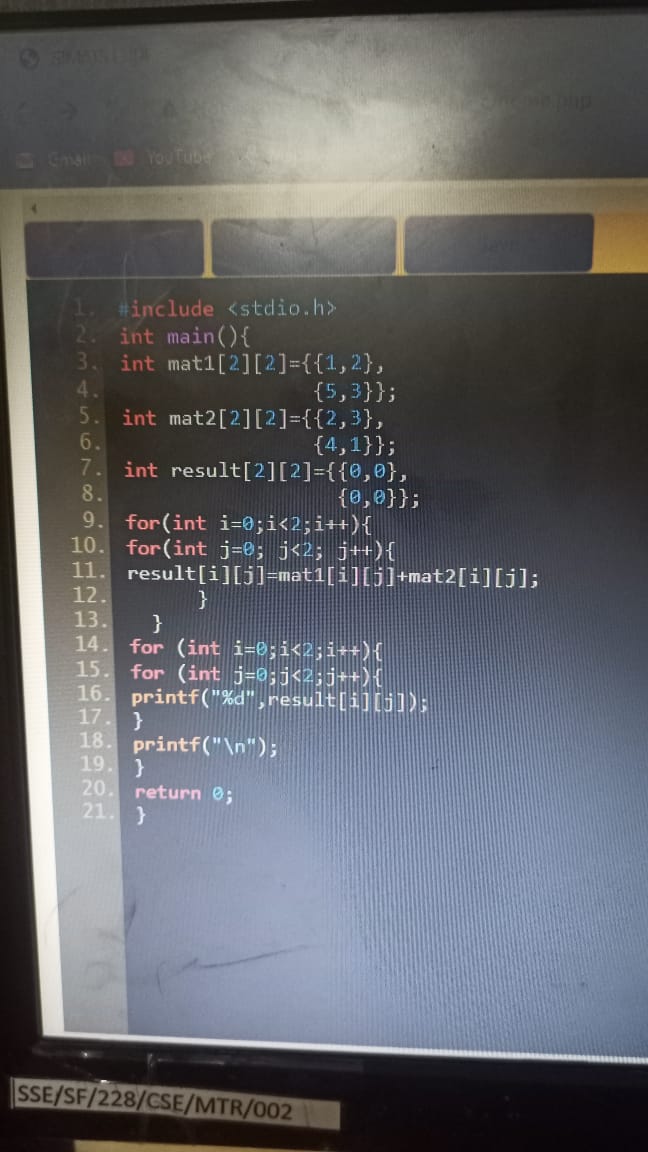 Gmail YouTube
1. #include <stdio.h>
2. int main(){
3. int mat1[2][2]={{1,2},
4. {5,3}};
5. int mat2[2][2]={{2,3},
6. {4,1}};
7. int result[2][2]={{0,0},
8. {0,0}};
9. for(int i=0;i<2;i++){
10. for(int j=0; j<2; j++){
11. result[i][j]=mat1[i][j]+mat2[i][j];
12. }
13. }
14. for (int i=0;i<2;i++){
15. for (int j=0;j<2;j++){
16. printf("%d",result[i][j]);
17. }
18. printf("\n");
19. }
20. return 0;
21. }
SSE/SF/228/CSE/MTR/002